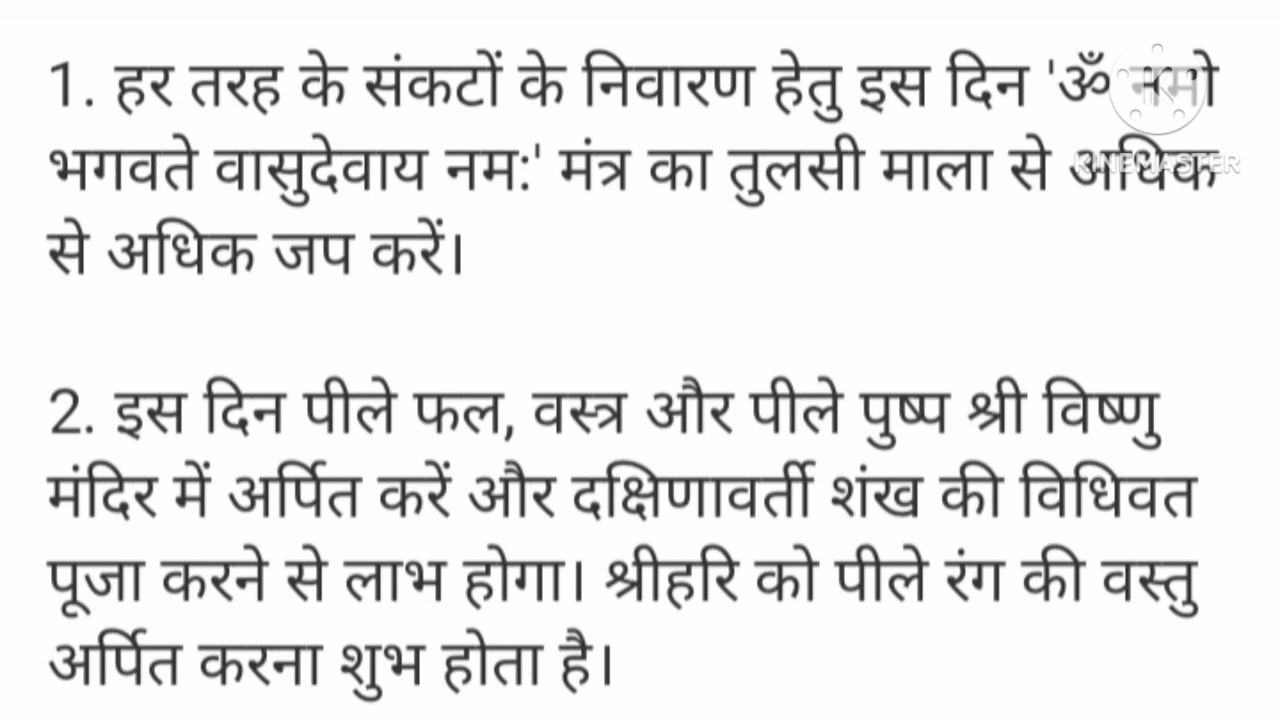 1. हर तरह के संकटों के निवारण हेतु इस दिन 'ॐ नमो
भगवते वासुदेवाय नम:' मंत्र का तुलसी माला से अधिक
से अधिक जप करें।
2. इस दिन पीले फल, वस्त्र और पीले पुष्प श्री विष्णु
मंदिर में अर्पित करें और दक्षिणावर्ती शंख की विधिवत
पूजा करने से लाभ होगा। श्रीहरि को पीले रंग की वस्तु
अर्पित करना शुभ होता है।
K
KINEMASTER